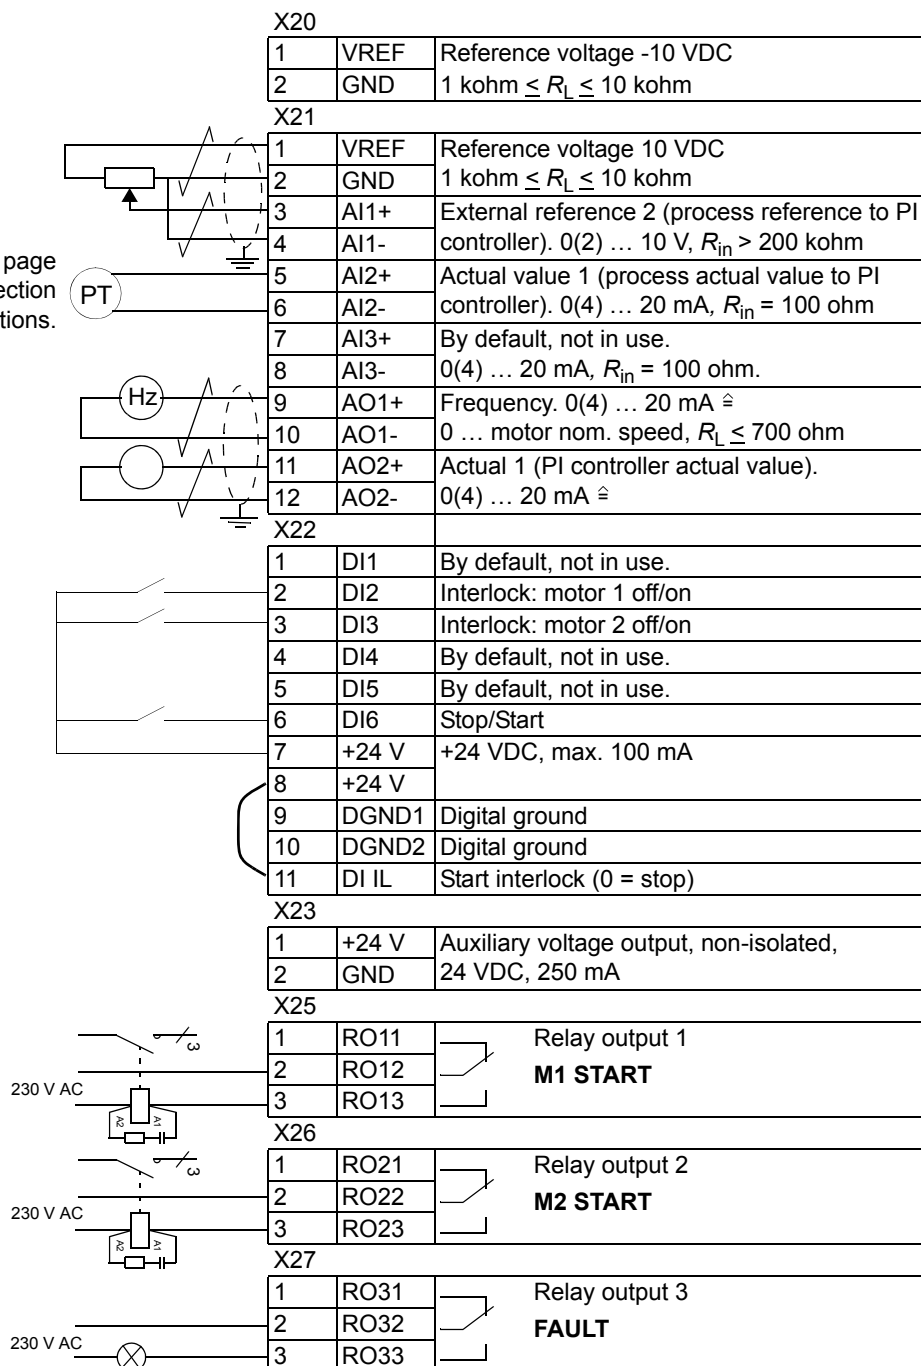 X20
1 VREF Reference voltage -10 VDC
2 GND 1 kohm ≤ RL ≤ 10 kohm
X21
1 VREF Reference voltage 10 VDC
2 GND 1 kohm ≤ RL ≤ 10 kohm
3 AI1+ External reference 2 (process reference to PI
4 AI1- controller). 0(2) … 10 V, Rin > 200 kohm
page
ection
tions.
PT
5 AI2+ Actual value 1 (process actual value to PI
6 AI2- controller). 0(4) … 20 mA, Rin = 100 ohm
7 AI3+ By default, not in use.
8 AI3- 0(4) … 20 mA, Rin = 100 ohm.
Hz
9 AO1+ Frequency. 0(4) … 20 mA ≙
10 AO1- 0 … motor nom. speed, RL ≤ 700 ohm
11 AO2+ Actual 1 (PI controller actual value).
12 AO2- 0(4) … 20 mA ≙
X22
1 DI1 By default, not in use.
2 DI2 Interlock: motor 1 off/on
3 DI3 Interlock: motor 2 off/on
4 DI4 By default, not in use.
5 DI5 By default, not in use.
6 DI6 Stop/Start
7 +24 V +24 VDC, max. 100 mA
8 +24 V
9 DGND1 Digital ground
10 DGND2 Digital ground
11 DI IL Start interlock (0 = stop)
X23
1 +24 V Auxiliary voltage output, non-isolated,
2 GND 24 VDC, 250 mA
X25
3
1 RO11 Relay output 1
2 RO12 M1 START
230 V AC
3 RO13
A2 A1
X26
3
1 RO21 Relay output 2
2 RO22 M2 START
230 V AC
3 RO23
A2 A1
X27
1 RO31 Relay output 3
2 RO32 FAULT
230 V AC
3 RO33